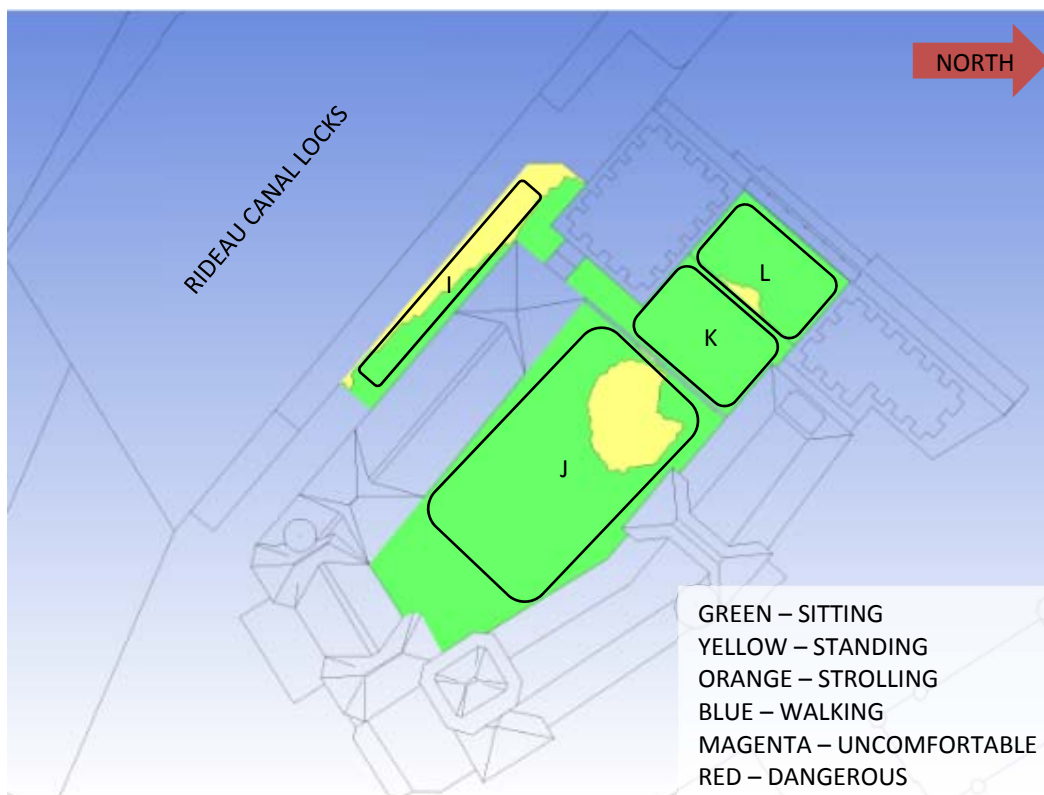 NORTH
RIDEAU CANAL LOCKS
I
L
K
J
GREEN – SITTING
YELLOW – STANDING
ORANGE – STROLLING
BLUE – WALKING
MAGENTA – UNCOMFORTABLE
RED – DANGEROUS